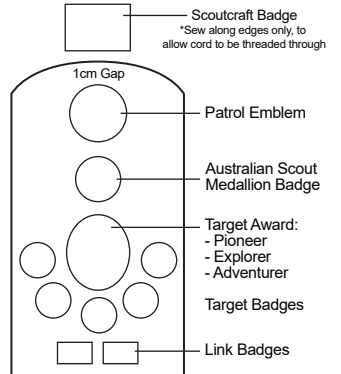 Scoutcraft Badge
*Sew along edges only, to
allow cord to be threaded through
1cm Gap
Patrol Emblem
Australian Scout
Medallion Badge
Target Award:
- Pioneer
- Explorer
- Adventurer
Target Badges
Link Badges